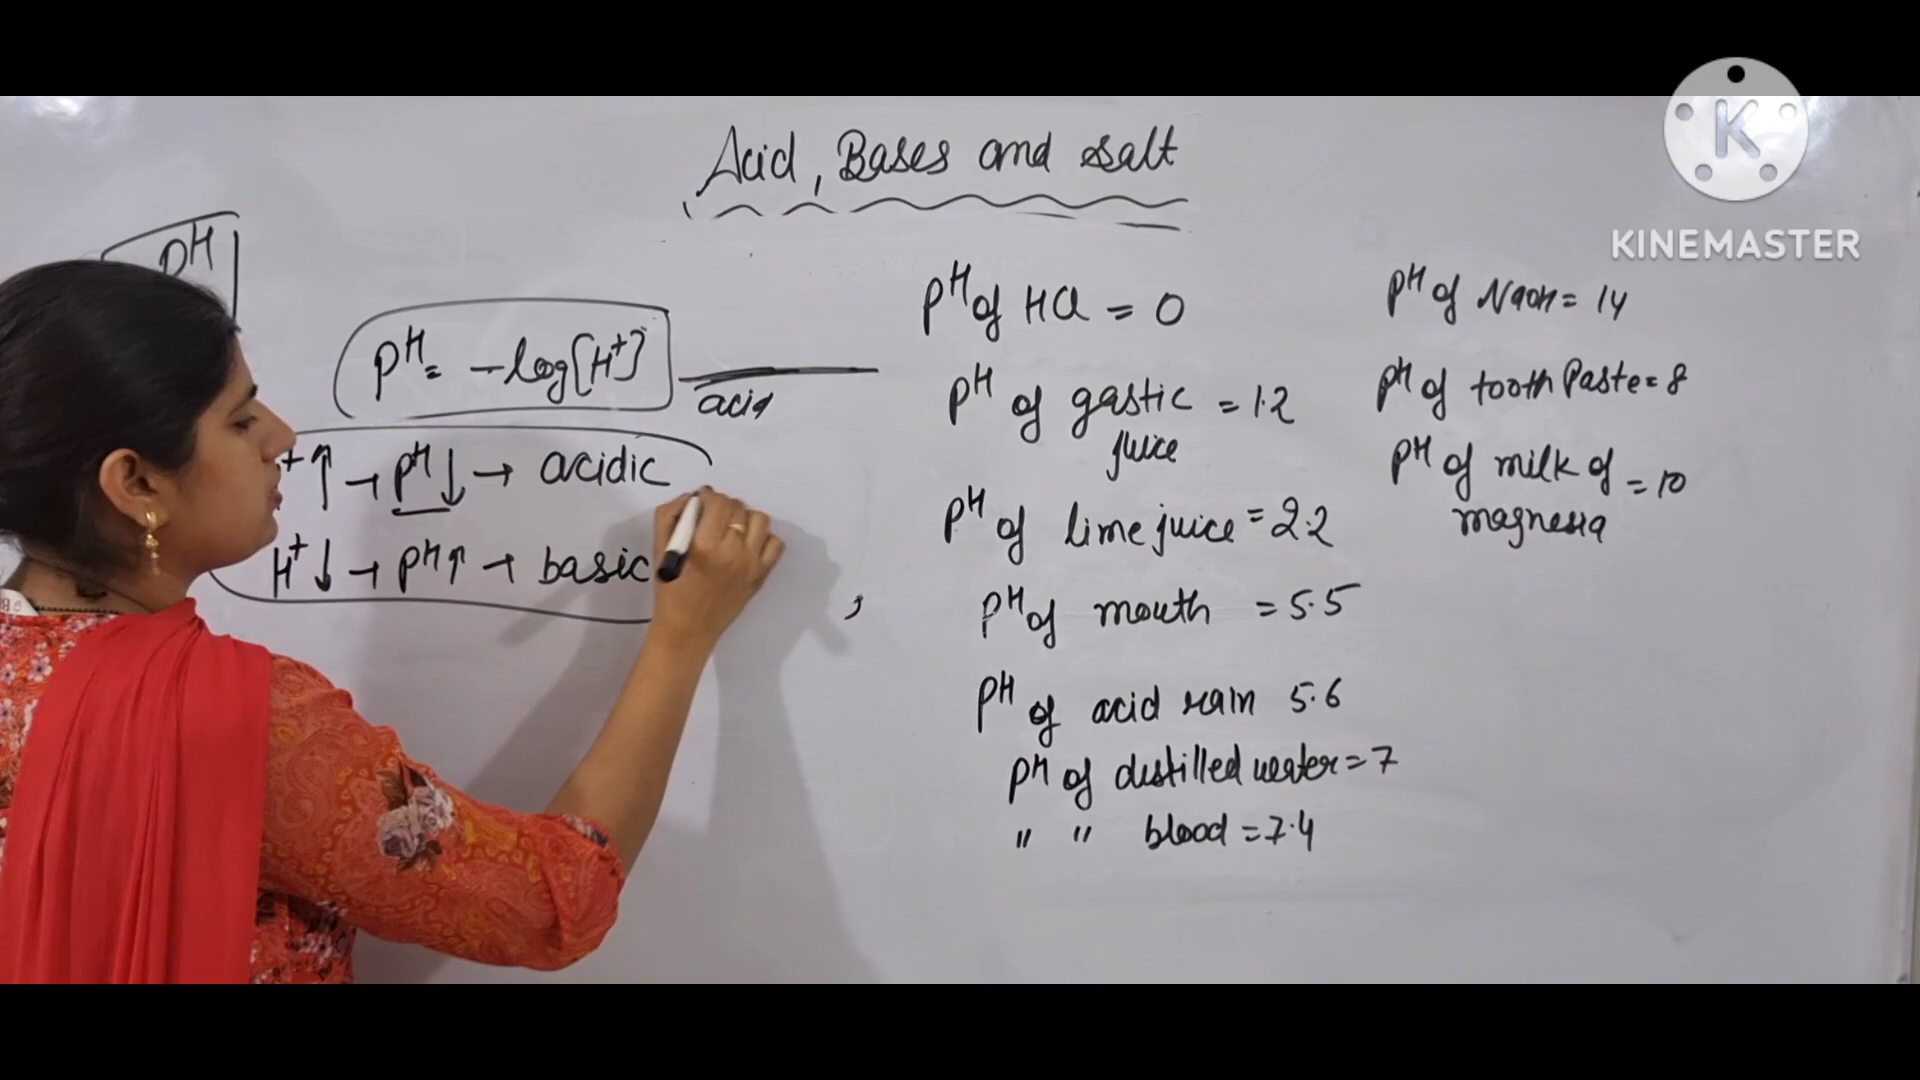 Acid, Bases and salt
pH
pH = -log[H+]
acid
+ ↑ → pH ↓ → acidic
H+ ↓ → pH ↑ → basic
pH of HCl = 0
pH of gastic juice = 1.2
pH of lime juice = 2.2
pH of mouth = 5.5
pH of acid rain 5.6
pH of distilled water = 7
" " blood = 7.4
pH of NaOH = 14
pH of tooth Paste = 8
pH of milk of magnesia = 10
K
KINEMASTER